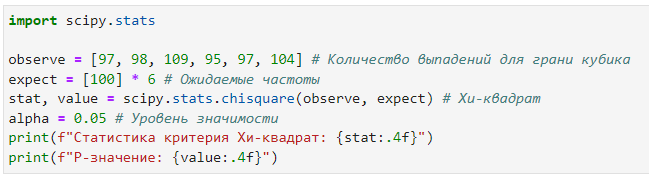 import scipy.stats
observe = [97, 98, 109, 95, 97, 104] # Количество выпадений для грани кубика
expect = [100] * 6 # Ожидаемые частоты
stat, value = scipy.stats.chisquare(observe, expect) # Хи-квадрат
alpha = 0.05 # Уровень значимости
print(f"Статистика критерия Хи-квадрат: {stat:.4f}")
print(f"P-значение: {value:.4f}")